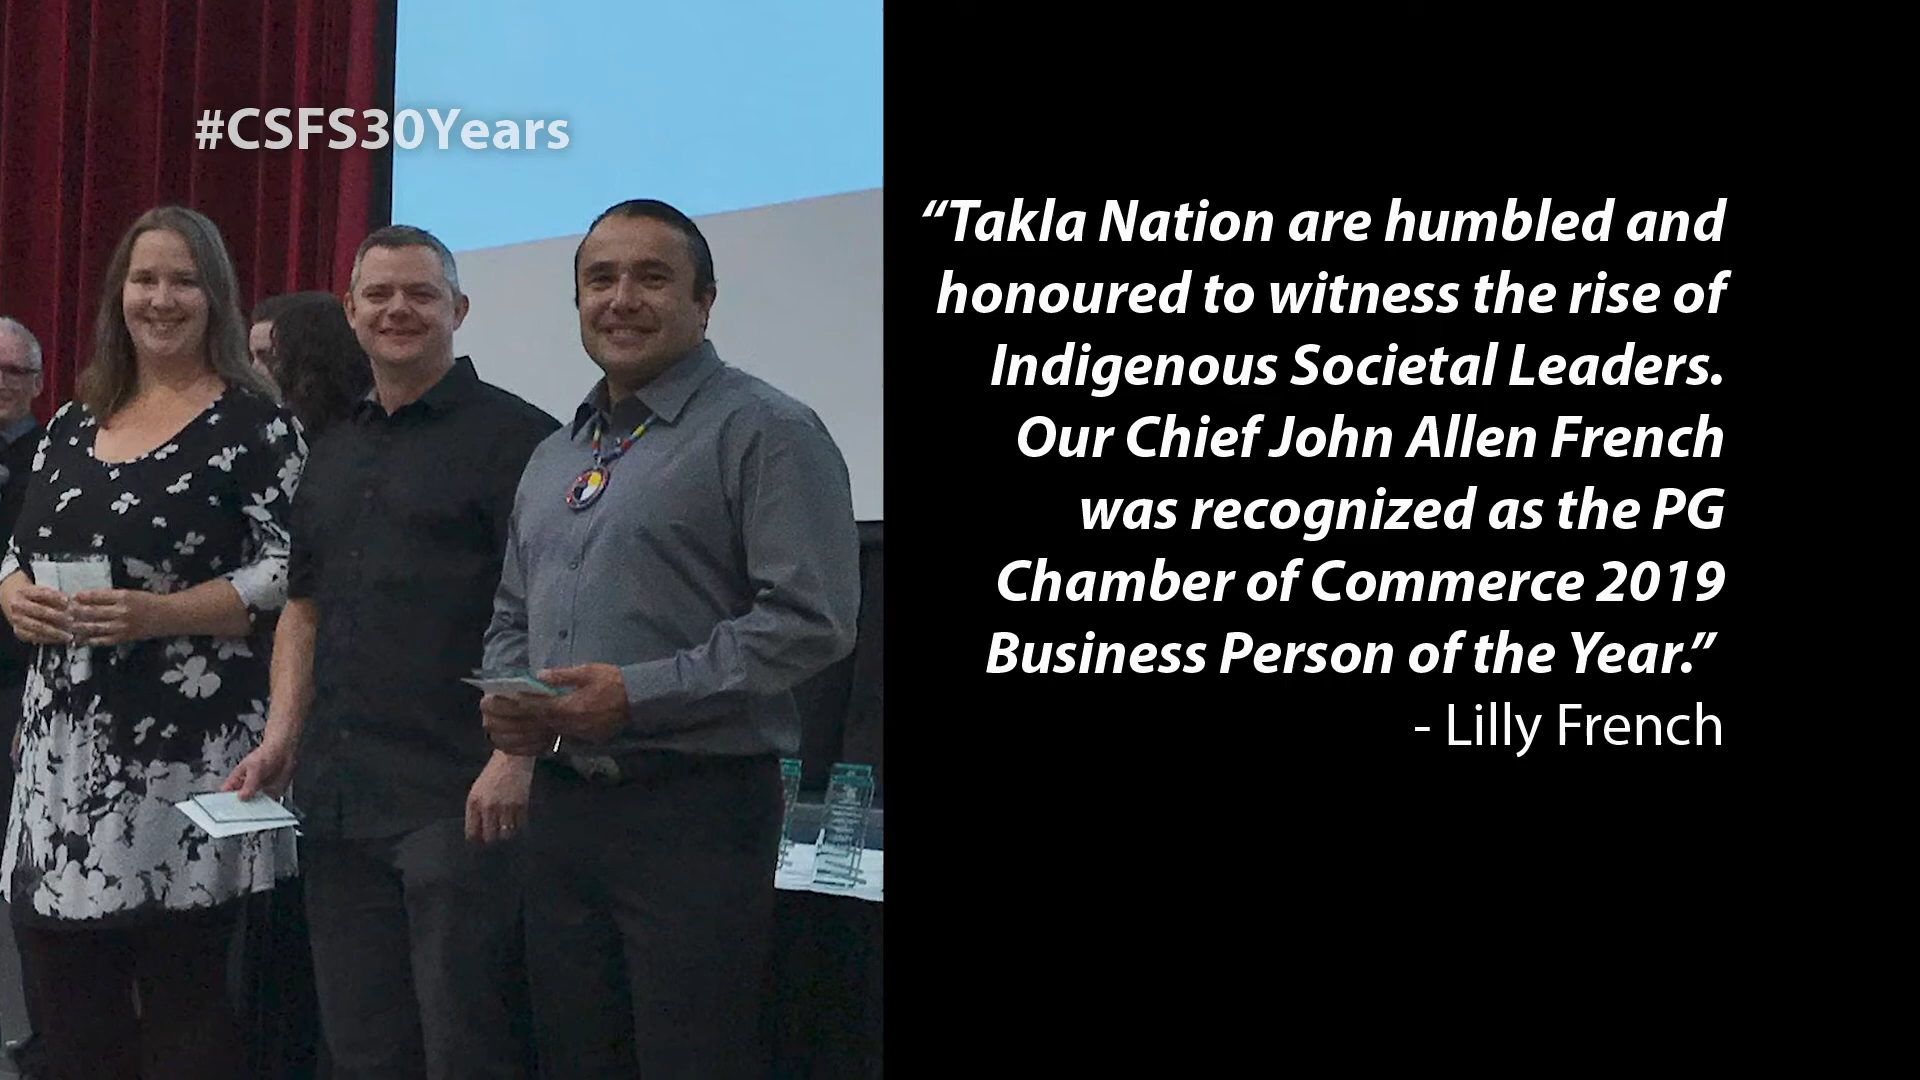 #CSFS30Years
“Takla Nation are humbled and
honoured to witness the rise of
Indigenous Societal Leaders.
Our Chief John Allen French
was recognized as the PG
Chamber of Commerce 2019
Business Person of the Year.”
- Lilly French